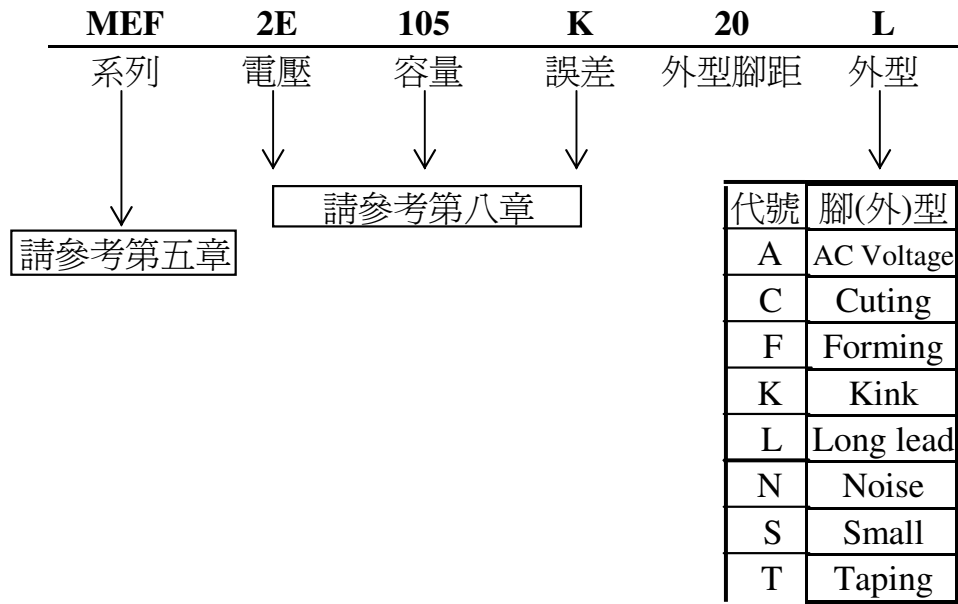 MEF 2E 105 K 20 L
系列 電壓 容量 誤差 外型腳距 外型
請參考第八章
請參考第五章
代號 腳(外)型
A AC Voltage
C Cuting
F Forming
K Kink
L Long lead
N Noise
S Small
T Taping